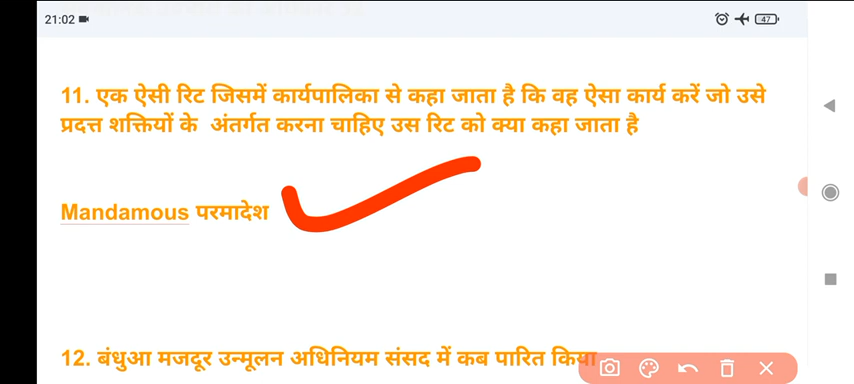 21:02
47
11. एक ऐसी रिट जिसमें कार्यपालिका से कहा जाता है कि वह ऐसा कार्य करें जो उसे
प्रदत्त शक्तियों के अंतर्गत करना चाहिए उस रिट को क्या कहा जाता है
Mandamous परमादेश
12. बंधुआ मजदूर उन्मूलन अधिनियम संसद में कब पारित किया